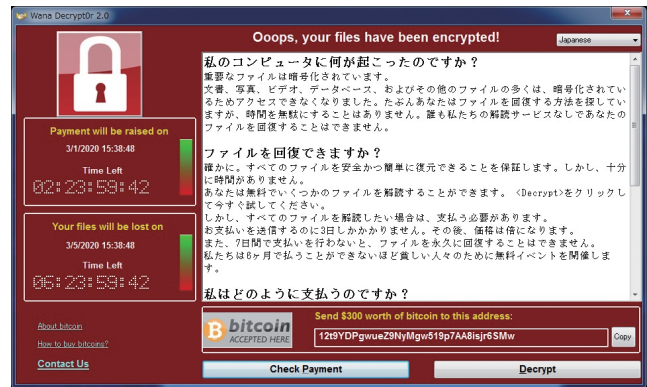 Wana Decrypt0r 2.0
Ooops, your files have been encrypted!
Japanese
Payment will be raised on
3/1/2020 15:38:48
Time Left
02:23:59:42
Your files will be lost on
3/5/2020 15:38:48
Time Left
06:23:59:42
About bitcoin
How to buy bitcoins?
Contact Us
私のコンピュータに何が起こったのですか？
重要なファイルは暗号化されています。
文書、写真、ビデオ、データベース、およびその他のファイルの多くは、暗号化されてい
るためアクセスできなくなりました。たぶんあなたはファイルを回復する方法を探してい
ますが、時間を無駄にすることはありません。誰も私たちの解読サービスなしであなたの
ファイルを回復することはできません。
ファイルを回復できますか？
確かに。すべてのファイルを安全かつ簡単に復元できることを保証します。しかし、十分
に時間がありません。
あなたは無料でいくつかのファイルを解読することができます。 <Decrypt>をクリックし
て今すぐ試してください。
しかし、すべてのファイルを解読したい場合は、支払う必要があります。
お支払いを送信するのに3日しかかかりません。その後、価格は倍になります。
また、7日間で支払いを行わないと、ファイルを永久に回復することはできません。
私たちは6ヶ月で払うことができないほど貧しい人々のために無料イベントを開催しま
す。
私はどのように支払うのですか？
bitcoin
ACCEPTED HERE
Send $300 worth of bitcoin to this address:
12t9YDPgwueZ9NyMgw519p7AA8isjr6SMw
Copy
Check Payment
Decrypt